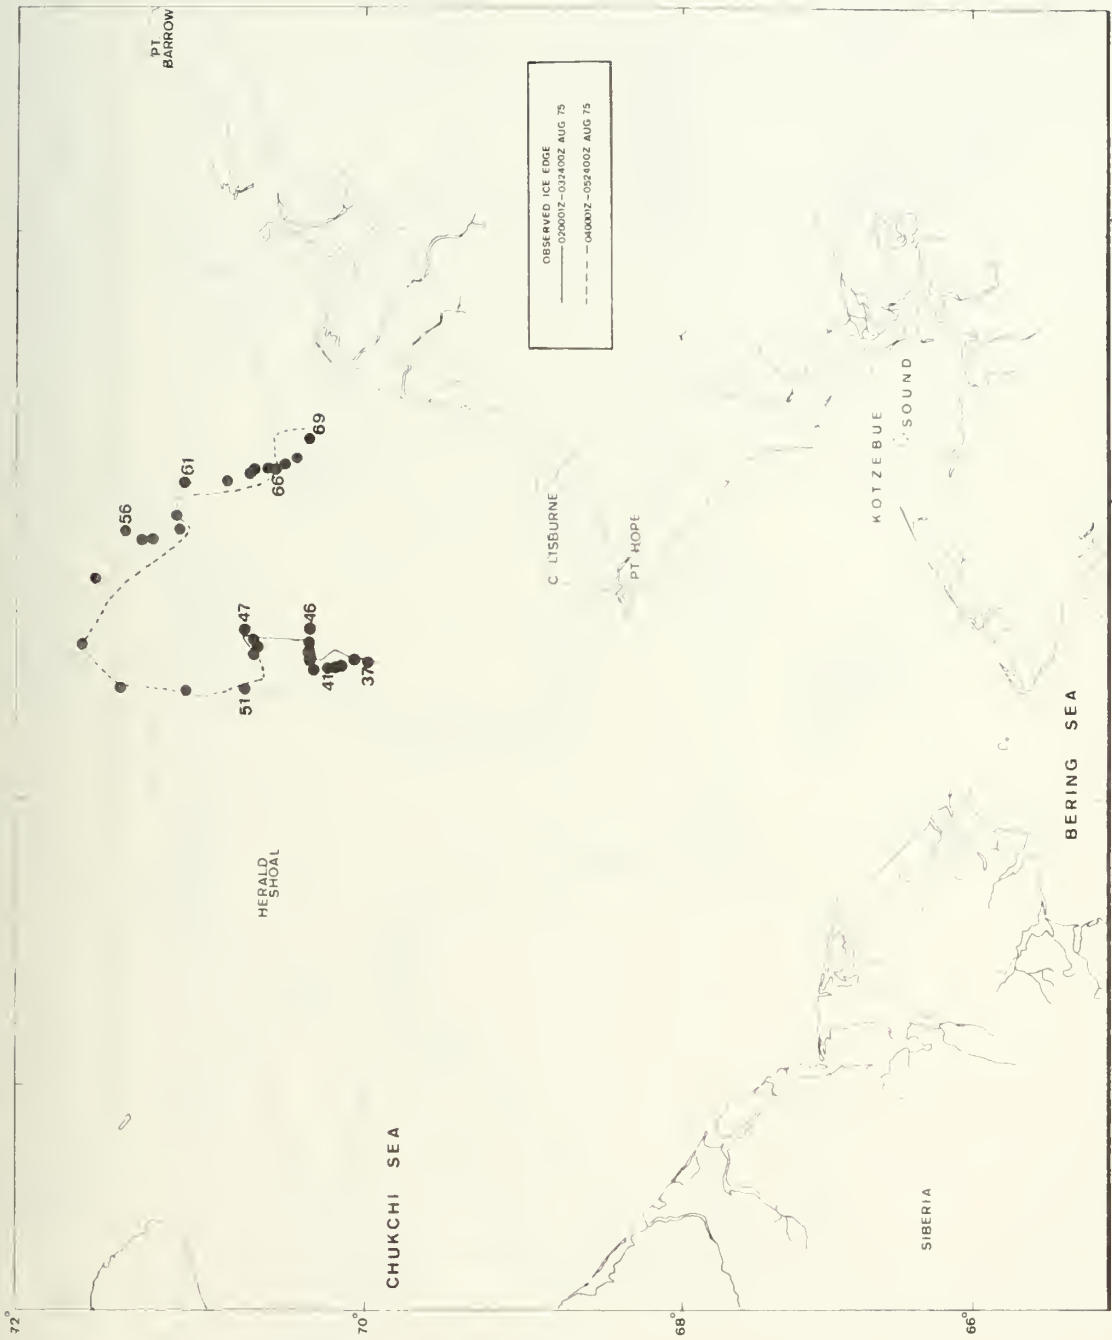 PT.
BARROW
OBSERVED ICE EDGE
020001Z-032400Z AUG 75
040001Z-052400Z AUG 75
56
61
66
69
47
46
51
41
37
HERALD
SHOAL
C LISBURNE
PT HOPE
KOTZEBUE
SOUND
CHUKCHI SEA
SIBERIA
BERING SEA
72°
70°
68°
66°